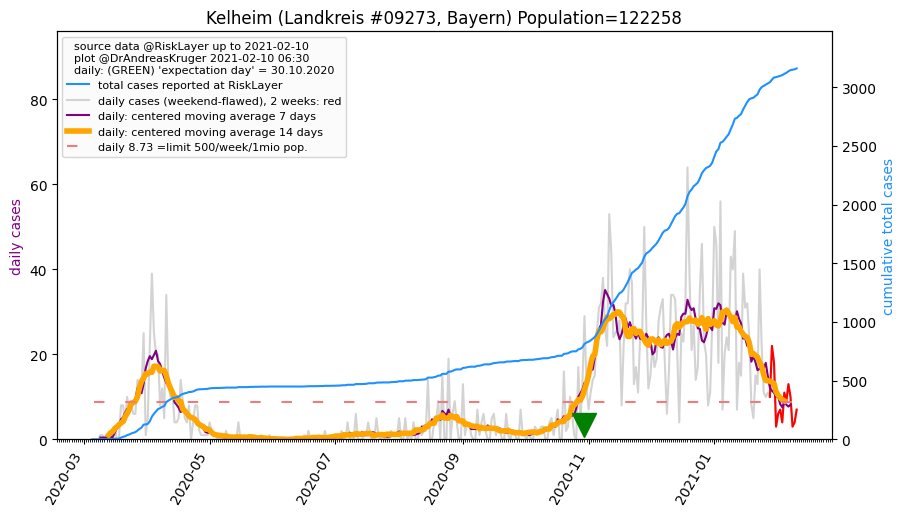 Kelheim (Landkreis #09273, Bayern) Population=122258
source data @RiskLayer up to 2021-02-10
plot @DrAndreasKruger 2021-02-10 06:30
daily: (GREEN) 'expectation day' = 30.10.2020
total cases reported at RiskLayer
daily cases (weekend-flawed), 2 weeks: red
daily: centered moving average 7 days
daily: centered moving average 14 days
daily 8.73 =limit 500/week/1mio pop.
daily cases
80
60
40
20
0
3000
2500
2000
1500
1000
500
0
cumulative total cases
2020-03
2020-05
2020-07
2020-09
2020-11
2021-01